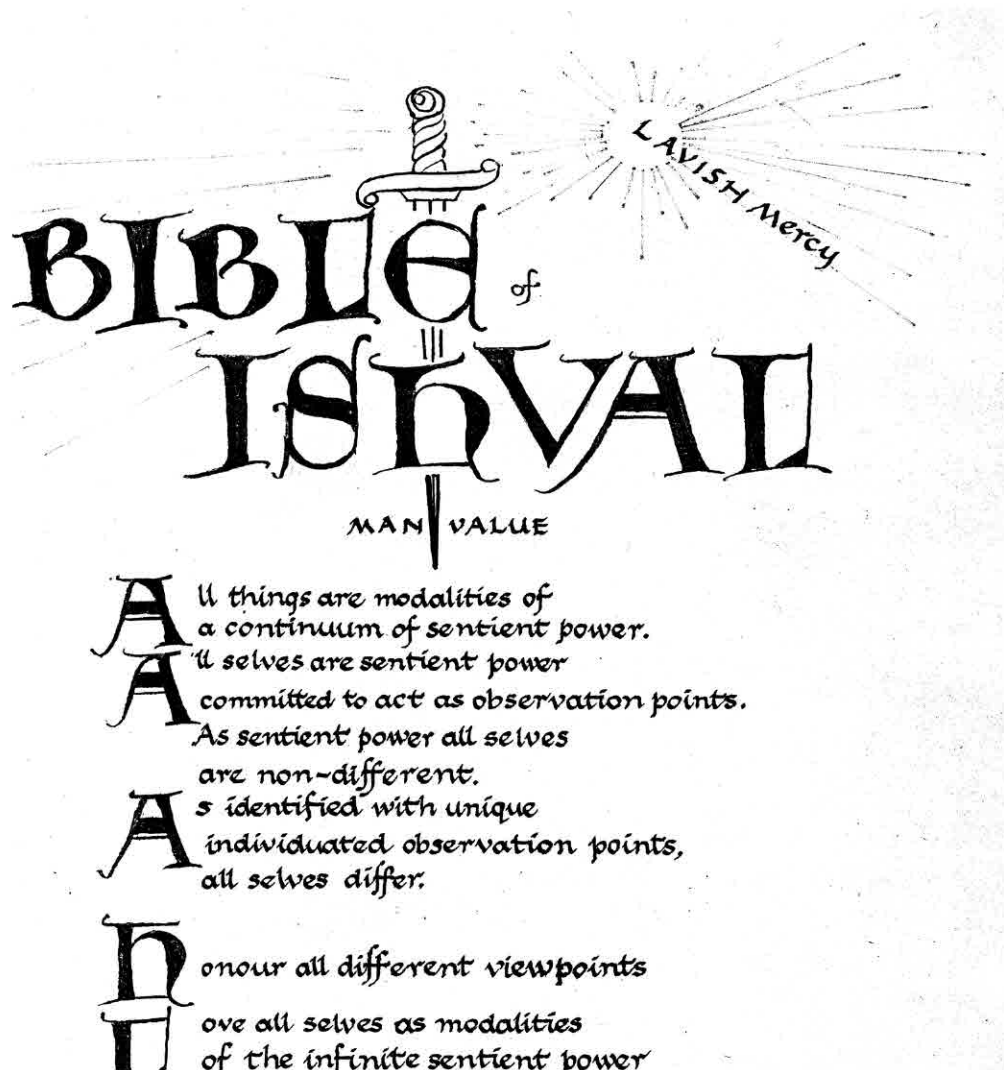 LAVISH Mercy
BIBLE
of
ISHVAL
MAN VALUE
All things are modalities of
a continuum of sentient power.
All selves are sentient power
committed to act as observation points.
As sentient power all selves
are non-different.
As identified with unique
individuated observation points,
all selves differ.
Honour all different viewpoints
Love all selves as modalities
of the infinite sentient power